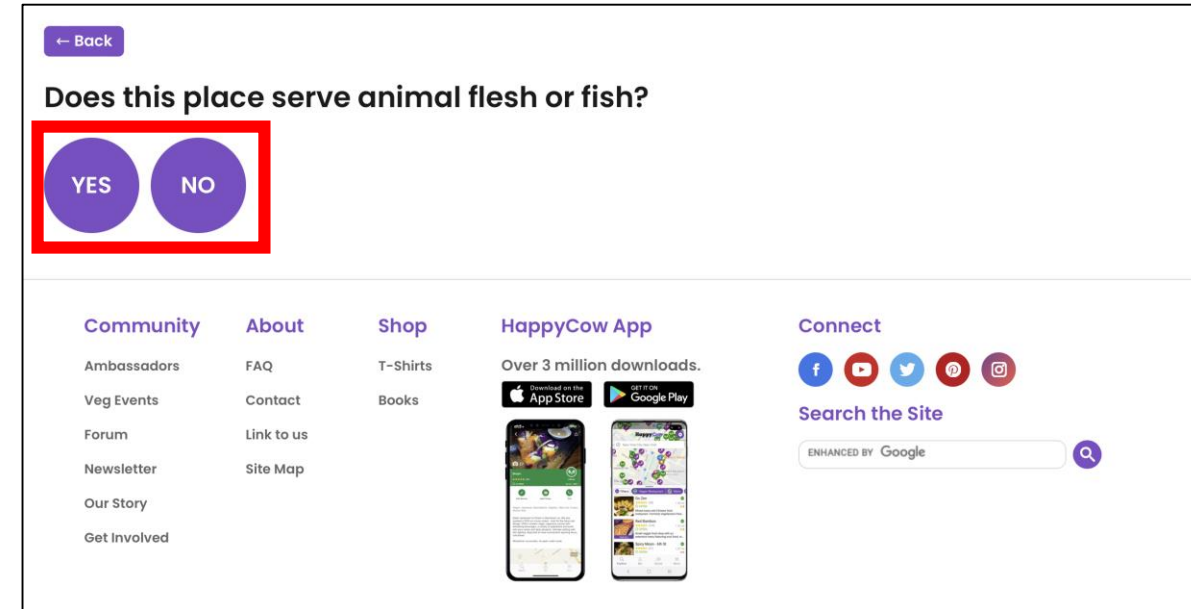 ← Back
Does this place serve animal flesh or fish?
YES NO
Community
Ambassadors
Veg Events
Forum
Newsletter
Our Story
Get Involved
About
FAQ
Contact
Link to us
Site Map
Shop
T-Shirts
Books
HappyCow App
Over 3 million downloads.
Download on the
App Store
GET IT ON
Google Play
Connect
Search the Site
ENHANCED BY Google